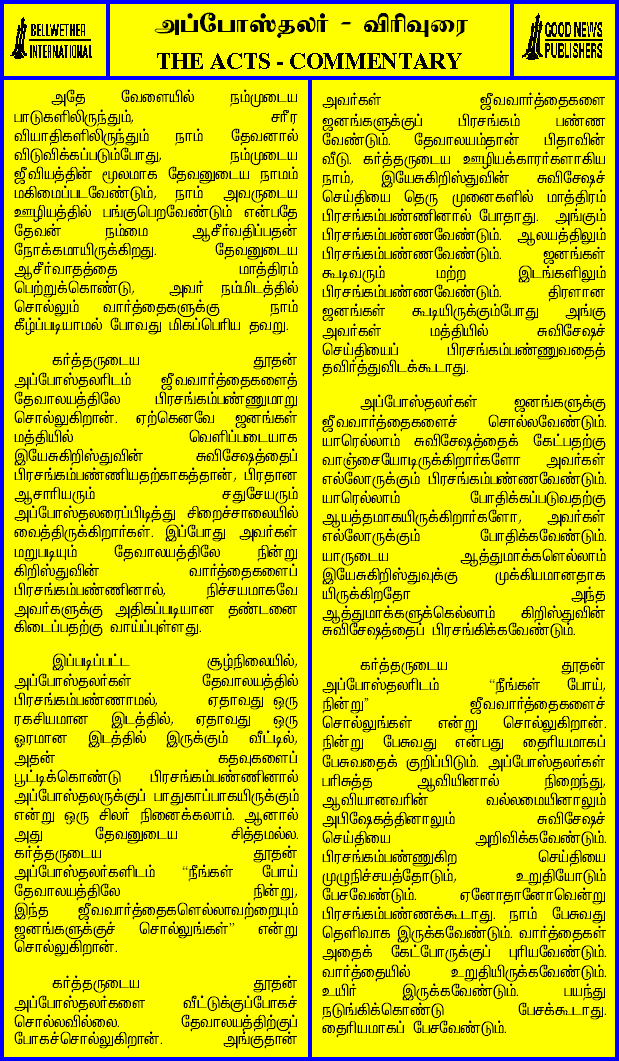 BELLWETHER
INTERNATIONAL
அப்போஸ்தலர் - விரிவுரை
THE ACTS - COMMENTARY
GOOD NEWS
PUBLISHERS
அதே வேளையில் நம்முடைய
பாடுகளிலிருந்தும், சரீர
வியாதிகளிலிருந்தும் நாம் தேவனால்
விடுவிக்கப்படும்போது, நம்முடைய
ஜீவியத்தின் மூலமாக தேவனுடைய நாமம்
மகிமைப்படவேண்டும், நாம் அவருடைய
ஊழியத்தில் பங்குபெறவேண்டும் என்பதே
தேவன் நம்மை ஆசீர்வதிப்பதன்
நோக்கமாயிருக்கிறது. தேவனுடைய
ஆசீர்வாதத்தை மாத்திரம்
பெற்றுக்கொண்டு, அவர் நம்மிடத்தில்
சொல்லும் வார்த்தைகளுக்கு நாம்
கீழ்ப்படியாமல் போவது மிகப்பெரிய தவறு.
கர்த்தருடைய தூதன்
அப்போஸ்தலரிடம் ஜீவவார்த்தைகளைத்
தேவாலயத்திலே பிரசங்கம்பண்ணுமாறு
சொல்லுகிறான். ஏற்கெனவே ஜனங்கள்
மத்தியில் வெளிப்படையாக
இயேசுகிறிஸ்துவின் சுவிசேஷத்தைப்
பிரசங்கம்பண்ணியதற்காகத்தான், பிரதான
ஆசாரியரும் சதுசேயரும்
அப்போஸ்தலரைப்பிடித்து சிறைச்சாலையில்
வைத்திருக்கிறார்கள். இப்போது அவர்கள்
மறுபடியும் தேவாலயத்திலே நின்று
கிறிஸ்துவின் வார்த்தைகளைப்
பிரசங்கம்பண்ணினால், நிச்சயமாகவே
அவர்களுக்கு அதிகப்படியான தண்டனை
கிடைப்பதற்கு வாய்ப்புள்ளது.
இப்படிப்பட்ட சூழ்நிலையில்,
அப்போஸ்தலர்கள் தேவாலயத்தில்
பிரசங்கம்பண்ணாமல், ஏதாவது ஒரு
ரகசியமான இடத்தில், ஏதாவது ஒரு
ஓரமான இடத்தில் இருக்கும் வீட்டில்,
அதன் கதவுகளைப்
பூட்டிக்கொண்டு பிரசங்கம்பண்ணினால்
அப்போஸ்தலருக்குப் பாதுகாப்பாகயிருக்கும்
என்று ஒரு சிலர் நினைக்கலாம். ஆனால்
அது தேவனுடைய சித்தமல்ல.
கர்த்தருடைய தூதன்
அப்போஸ்தலர்களிடம் “நீங்கள் போய்
தேவாலயத்திலே நின்று,
இந்த ஜீவவார்த்தைகளெல்லாவற்றையும்
ஜனங்களுக்குச் சொல்லுங்கள்” என்று
சொல்லுகிறான்.
கர்த்தருடைய தூதன்
அப்போஸ்தலர்களை வீட்டுக்குப்போகச்
சொல்லவில்லை. தேவாலயத்திற்குப்
போகச்சொல்லுகிறான். அங்குதான்
அவர்கள் ஜீவவார்த்தைகளை
ஜனங்களுக்குப் பிரசங்கம் பண்ண
வேண்டும். தேவாலயம்தான் பிதாவின்
வீடு. கர்த்தருடைய ஊழியக்காரர்களாகிய
நாம், இயேசுகிறிஸ்துவின் சுவிசேஷச்
செய்தியை தெரு முனைகளில் மாத்திரம்
பிரசங்கம்பண்ணினால் போதாது. அங்கும்
பிரசங்கம்பண்ணவேண்டும். ஆலயத்திலும்
பிரசங்கம்பண்ணவேண்டும். ஜனங்கள்
கூடிவரும் மற்ற இடங்களிலும்
பிரசங்கம்பண்ணவேண்டும். திரளான
ஜனங்கள் கூடியிருக்கும்போது அங்கு
அவர்கள் மத்தியில் சுவிசேஷச்
செய்தியைப் பிரசங்கம்பண்ணுவதைத்
தவிர்த்துவிடக்கூடாது.
அப்போஸ்தலர்கள் ஜனங்களுக்கு
ஜீவவார்த்தைகளைச் சொல்லவேண்டும்.
யாரெல்லாம் சுவிசேஷத்தைக் கேட்பதற்கு
வாஞ்சையோடிருக்கிறார்களோ அவர்கள்
எல்லோருக்கும் பிரசங்கம்பண்ணவேண்டும்.
யாரெல்லாம் போதிக்கப்படுவதற்கு
ஆயத்தமாகயிருக்கிறார்களோ, அவர்கள்
எல்லோருக்கும் போதிக்கவேண்டும்.
யாருடைய ஆத்துமாக்களெல்லாம்
இயேசுகிறிஸ்துவுக்கு முக்கியமானதாக
யிருக்கிறதோ அந்த
ஆத்துமாக்களுக்கெல்லாம் கிறிஸ்துவின்
சுவிசேஷத்தைப் பிரசங்கிக்கவேண்டும்.
கர்த்தருடைய தூதன்
அப்போஸ்தலரிடம் “நீங்கள் போய்,
நின்று” ஜீவவார்த்தைகளைச்
சொல்லுங்கள் என்று சொல்லுகிறான்.
நின்று பேசுவது என்பது தைரியமாகப்
பேசுவதைக் குறிப்பிடும். அப்போஸ்தலர்கள்
பரிசுத்த ஆவியினால் நிறைந்து,
ஆவியானவரின் வல்லமையினாலும்
அபிஷேகத்தினாலும் சுவிசேஷச்
செய்தியை அறிவிக்கவேண்டும்.
பிரசங்கம்பண்ணுகிற செய்தியை
முழுநிச்சயத்தோடும், உறுதியோடும்
பேசவேண்டும். ஏனோதானோவென்று
பிரசங்கம்பண்ணக்கூடாது. நாம் பேசுவது
தெளிவாக இருக்கவேண்டும். வார்த்தைகள்
அதைக் கேட்போருக்குப் புரியவேண்டும்.
வார்த்தையில் உறுதியிருக்கவேண்டும்.
உயிர் இருக்கவேண்டும். பயந்து
நடுங்கிக்கொண்டு பேசக்கூடாது.
தைரியமாகப் பேசவேண்டும்.